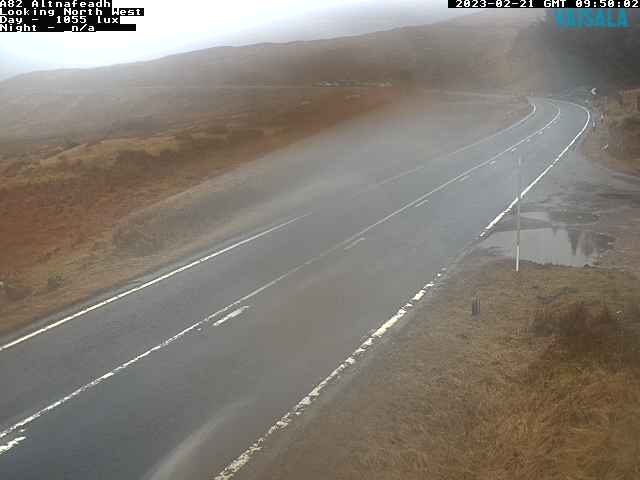 A82 Altnafeadh
Looking North West
Day - 1055 lux
Night - n/a
2023-02-21 GMT 09:50:02
VAISALA